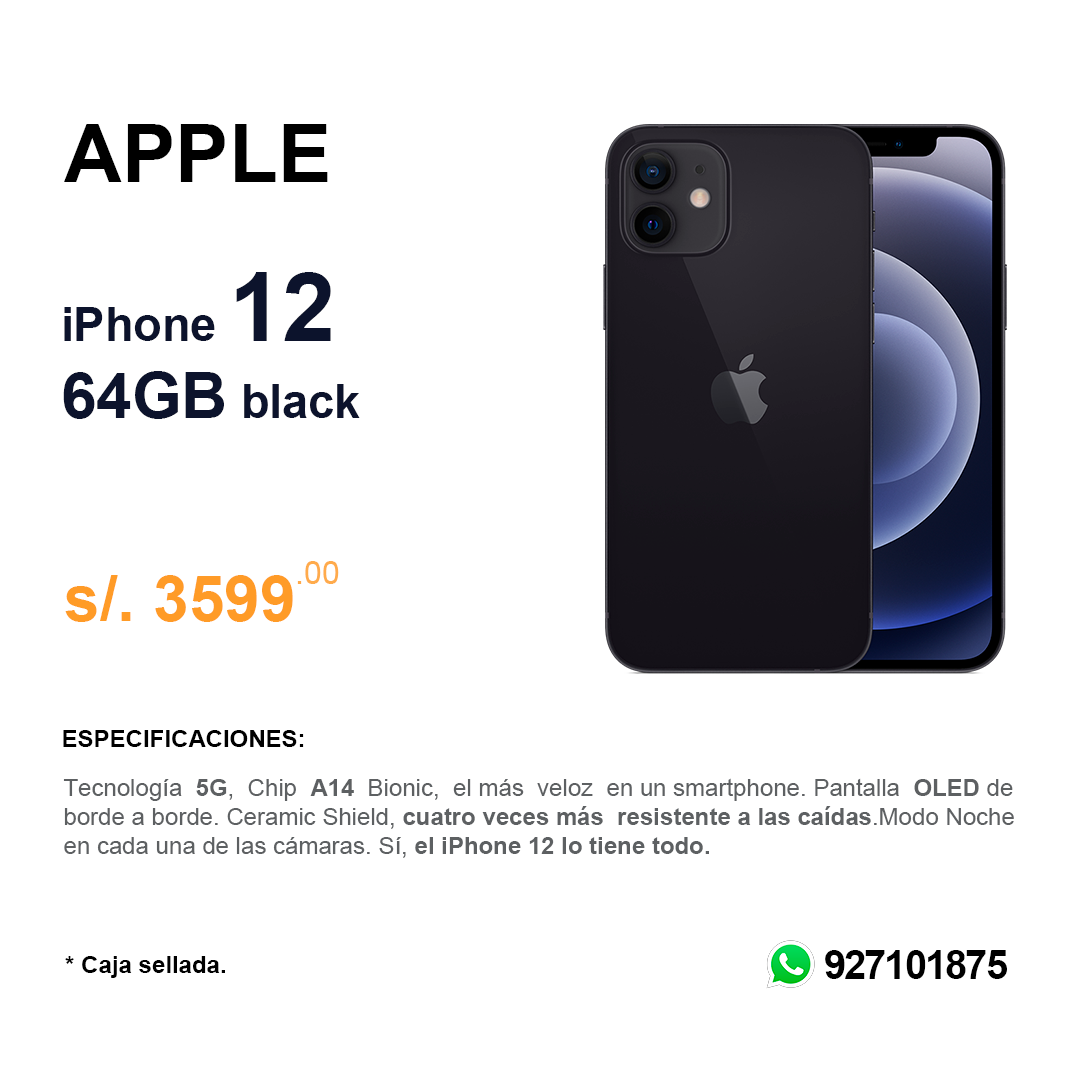 APPLE
iPhone 12
64GB black
s/. 3599.00
ESPECIFICACIONES:
Tecnología 5G, Chip A14 Bionic, el más veloz en un smartphone. Pantalla OLED de
borde a borde. Ceramic Shield, cuatro veces más resistente a las caídas.Modo Noche
en cada una de las cámaras. Sí, el iPhone 12 lo tiene todo.
* Caja sellada.
927101875